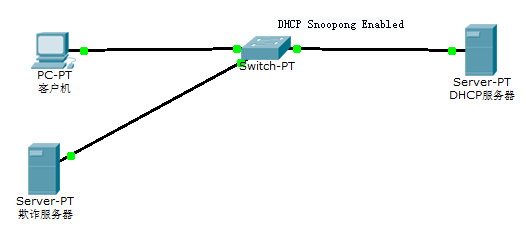 DHCP Snoopong Enabled
PC-PT
客户机
Switch-PT
Server-PT
DHCP服务器
Server-PT
欺诈服务器